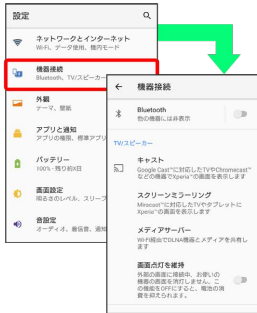 設定
ネットワークとインターネット
Wi-Fi、データ使用、機内モード
機器接続
Bluetooth、TV/スピーカー
外観
テーマ、壁紙
アプリと通知
アプリの権限、標準アプリ
バッテリー
100% - 残り約X日
画面設定
明るさのレベル、スリープ
音設定
オーディオ、着信音、通知
機器接続
Bluetooth
他の機器には非表示
TV/スピーカー
キャスト
Google Cast™に対応したTVやChromecast™
などの機器でXperia™の画面を表示します
スクリーンミラーリング
Miracast™に対応したTVやタブレットに
Xperia™の画面を表示します
メディアサーバー
Wi-Fi経由でDLNA機器とメディアを共有し
ます
画面点灯を維持
外部の画面に接続中、お使いの
機器の画面を消灯しません。こ
の機能をOFFにすると、電池の消
費を抑えられます。